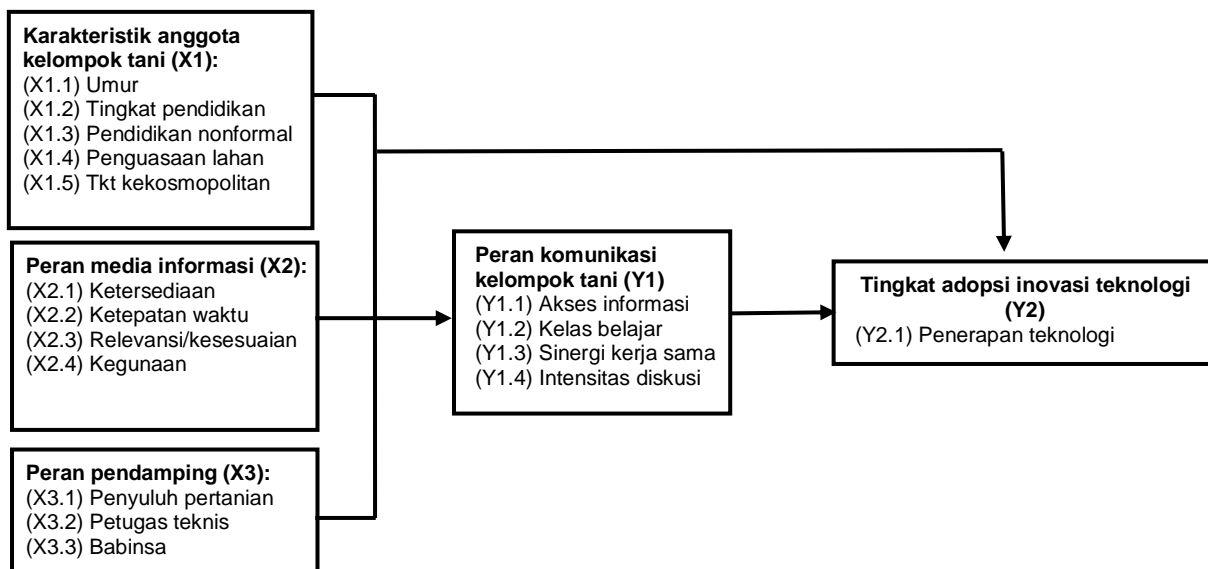 Karakteristik anggota
kelompok tani (X1):
(X1.1) Umur
(X1.2) Tingkat pendidikan
(X1.3) Pendidikan nonformal
(X1.4) Penguasaan lahan
(X1.5) Tkt kekosmopolitan
Peran media informasi (X2):
(X2.1) Ketersediaan
(X2.2) Ketepatan waktu
(X2.3) Relevansi/kesesuaian
(X2.4) Kegunaan
Peran pendamping (X3):
(X3.1) Penyuluh pertanian
(X3.2) Petugas teknis
(X3.3) Babinsa
Peran komunikasi
kelompok tani (Y1)
(Y1.1) Akses informasi
(Y1.2) Kelas belajar
(Y1.3) Sinergi kerja sama
(Y1.4) Intensitas diskusi
Tingkat adopsi inovasi teknologi
(Y2)
(Y2.1) Penerapan teknologi